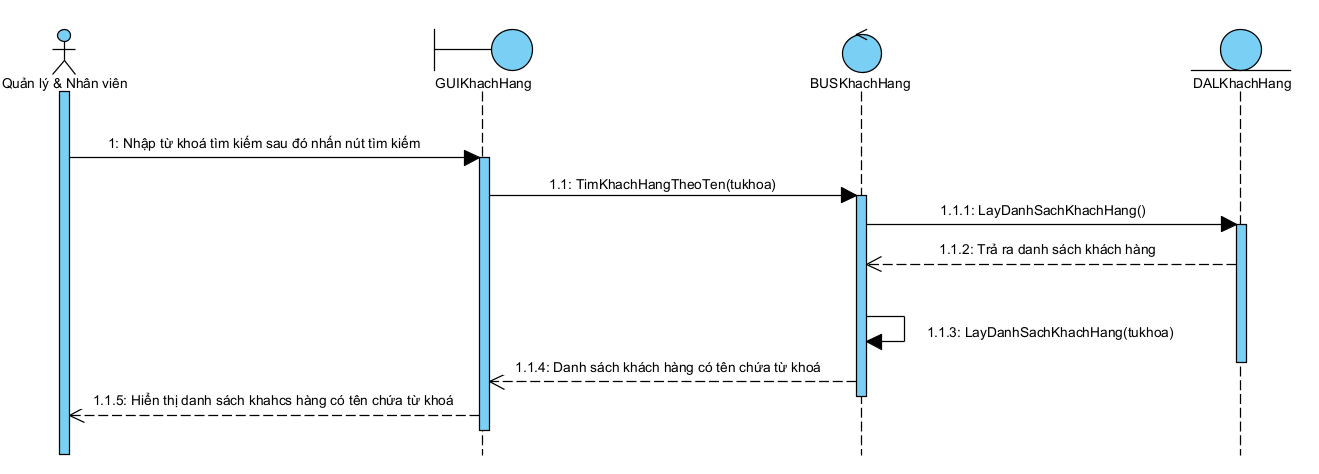 Quản lý & Nhân viên
GUIKhachHang
BUSKhachHang
DALKhachHang
1: Nhập từ khoá tìm kiếm sau đó nhấn nút tìm kiếm
1.1: TimKhachHangTheoTen(tukhoa)
1.1.1: LayDanhSachKhachHang()
1.1.2: Trả ra danh sách khách hàng
1.1.3: LayDanhSachKhachHang(tukhoa)
1.1.4: Danh sách khách hàng có tên chứa từ khoá
1.1.5: Hiển thị danh sách khahcs hàng có tên chứa từ khoá